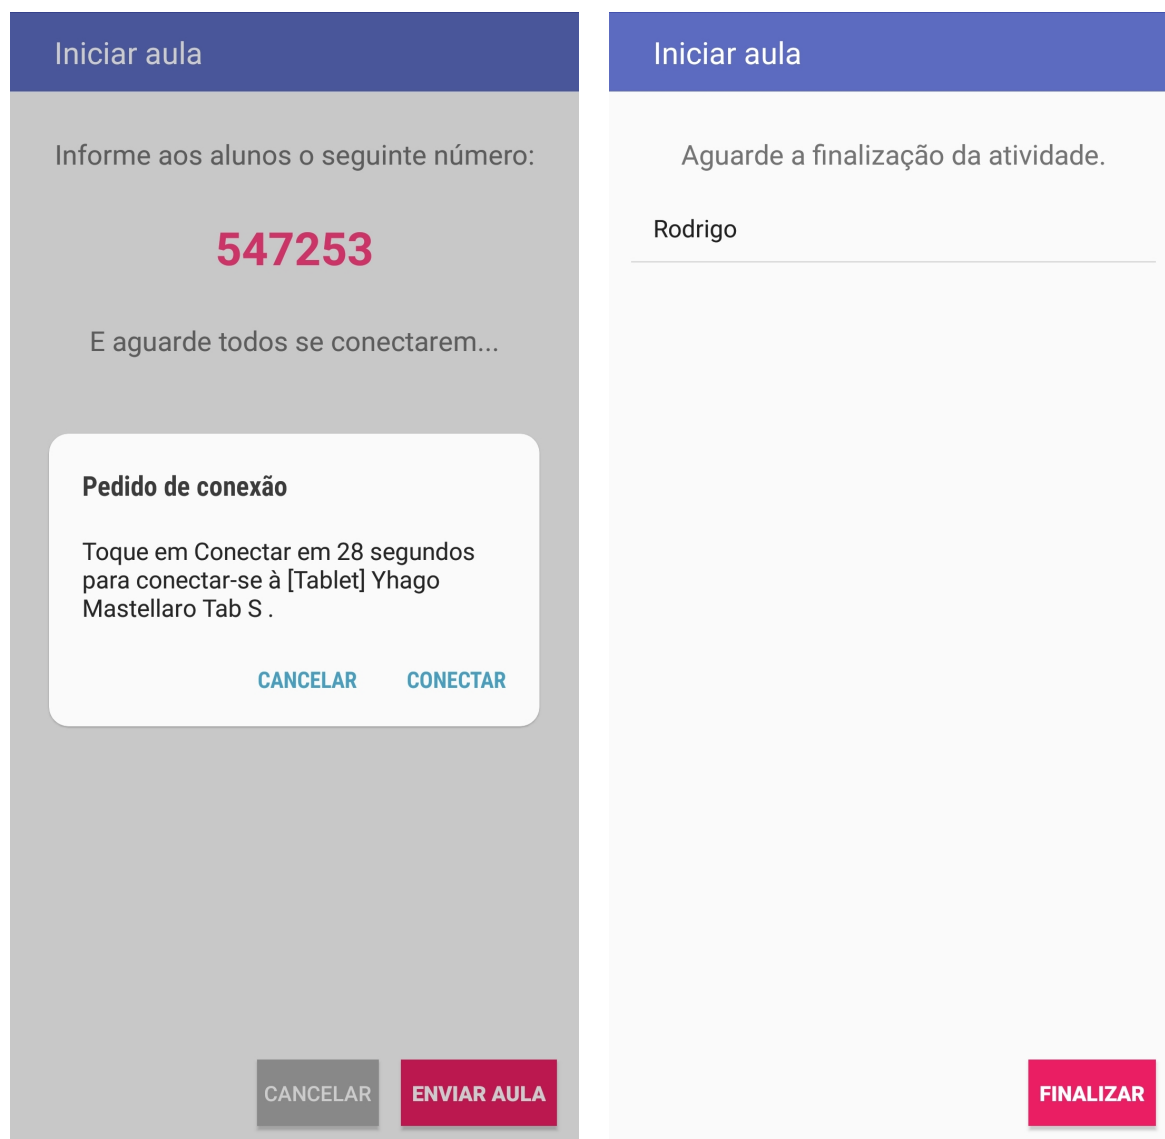 Iniciar aula
Informe aos alunos o seguinte número:
547253
E aguarde todos se conectarem...
Pedido de conexão
Toque em Conectar em 28 segundos
para conectar-se à [Tablet] Yhago
Mastellaro Tab S .
CANCELAR CONECTAR
CANCELAR ENVIAR AULA
Iniciar aula
Aguarde a finalização da atividade.
Rodrigo
FINALIZAR